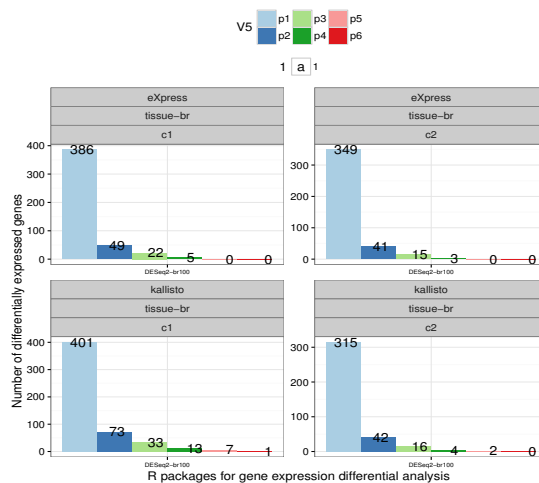 V5 p1 p3 p5
p2 p4 p6
1 a 1
eXpress
tissue−br
c1
400
300
200
100
0
386
49
22
5
0
0
DESeq2−br100
eXpress
tissue−br
c2
300
200
100
0
349
41
15
3
0
0
DESeq2−br100
kallisto
tissue−br
c1
400
300
200
100
0
401
73
33
13
7
1
DESeq2−br100
kallisto
tissue−br
c2
300
200
100
0
315
42
16
4
2
0
DESeq2−br100
Number of differentially expressed genes
R packages for gene expression differential analysis